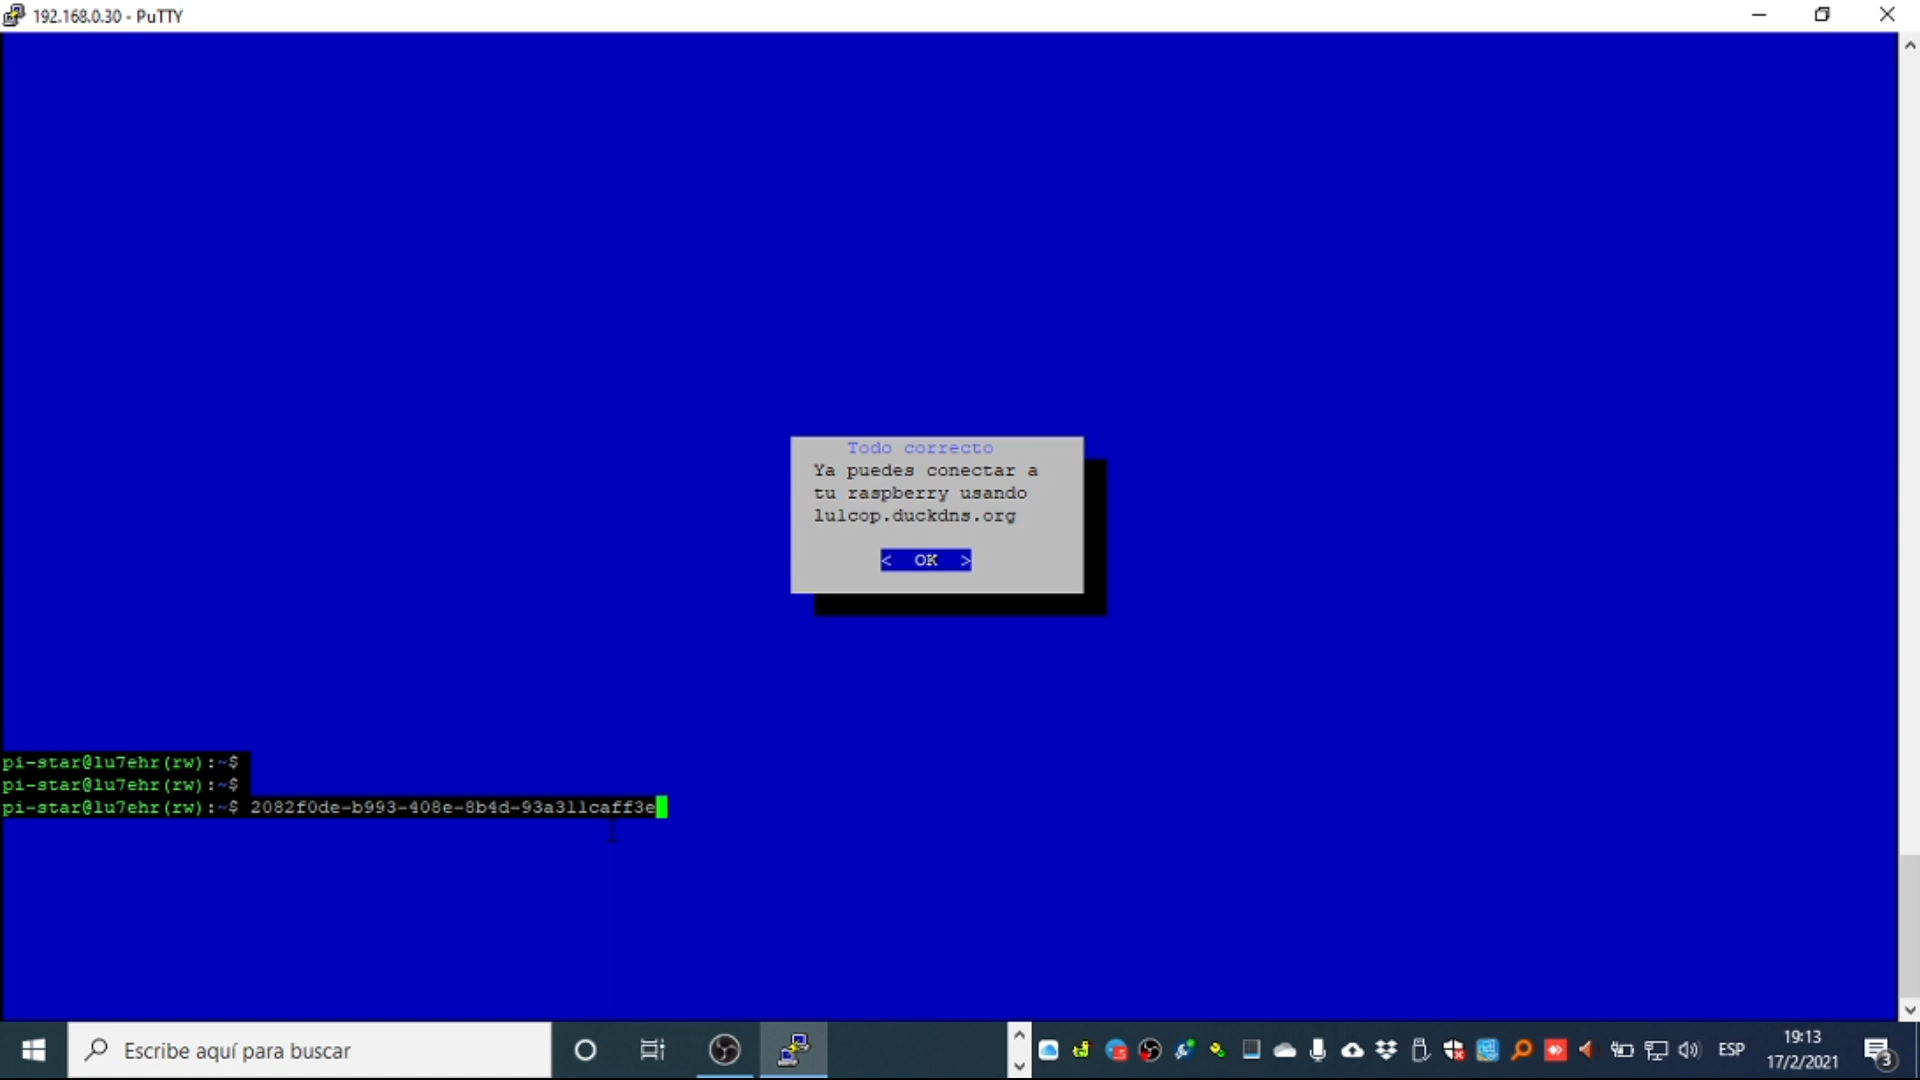 192.168.0.30 - PuTTY
Todo correcto
Ya puedes conectar a
tu raspberry usando
lu1cop.duckdns.org
< OK >
pi-star@lu7ehr(rw):~$
pi-star@lu7ehr(rw):~$
pi-star@lu7ehr(rw):~$ 2082f0de-b993-408e-8b4d-93a311caff3e
Escribe aquí para buscar
ESP
19:13
17/2/2021
3